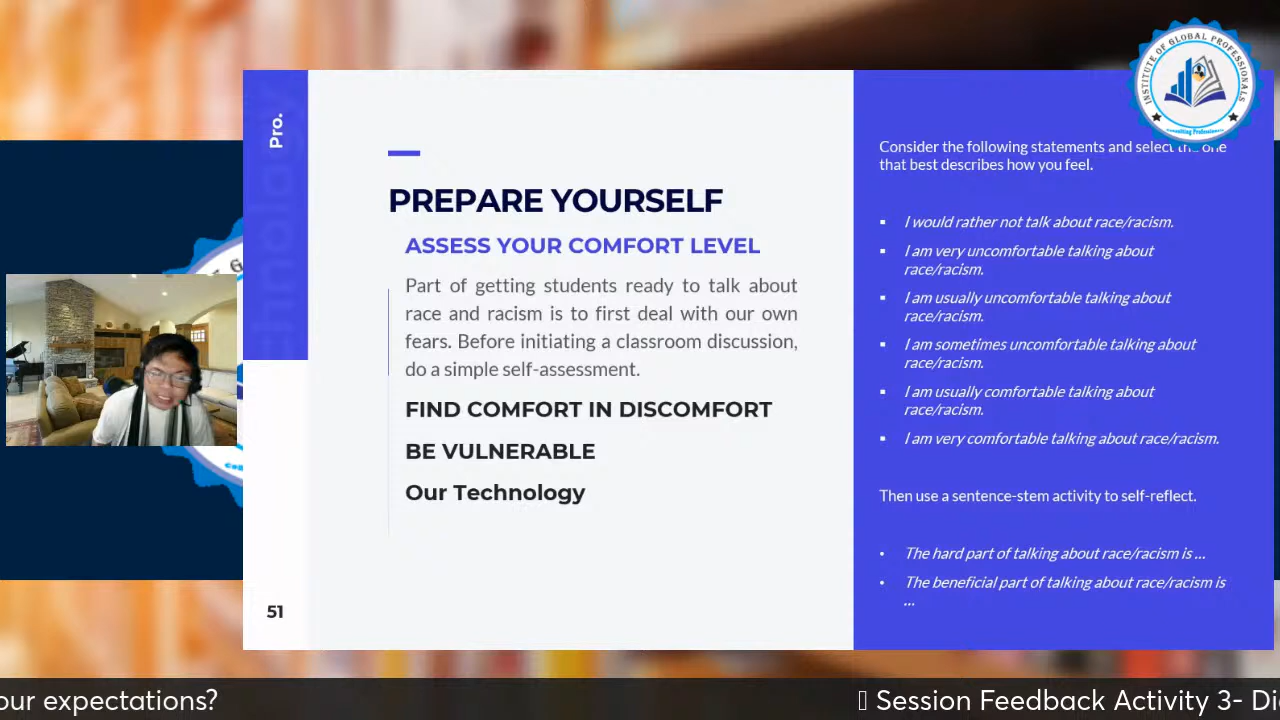 INSTITUTE OF GLOBAL PROFESSIONALS
Consulting Professionals
Pro.
PREPARE YOURSELF
ASSESS YOUR COMFORT LEVEL
Part of getting students ready to talk about
race and racism is to first deal with our own
fears. Before initiating a classroom discussion,
do a simple self-assessment.
FIND COMFORT IN DISCOMFORT
BE VULNERABLE
Our Technology
51
Consider the following statements and select the one
that best describes how you feel.
▪ I would rather not talk about race/racism.
▪ I am very uncomfortable talking about
race/racism.
▪ I am usually uncomfortable talking about
race/racism.
▪ I am sometimes uncomfortable talking about
race/racism.
▪ I am usually comfortable talking about
race/racism.
▪ I am very comfortable talking about race/racism.
Then use a sentence-stem activity to self-reflect.
• The hard part of talking about race/racism is ...
• The beneficial part of talking about race/racism is
...
our expectations?
Session Feedback Activity 3- Di